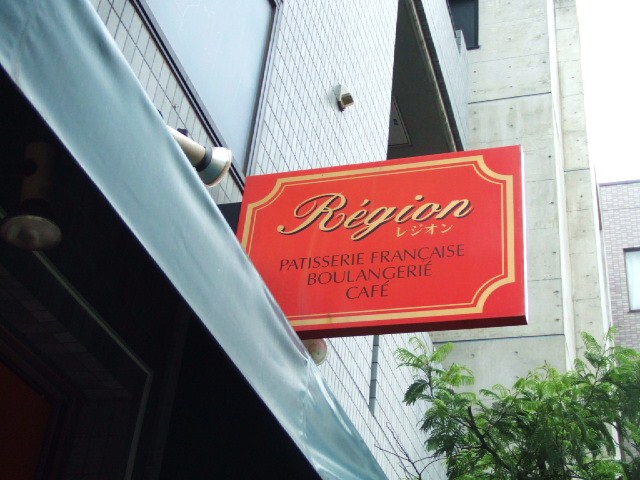 Région
レジオン
PATISSERIE FRANÇAISE
BOULANGERIÉ
CAFÉ